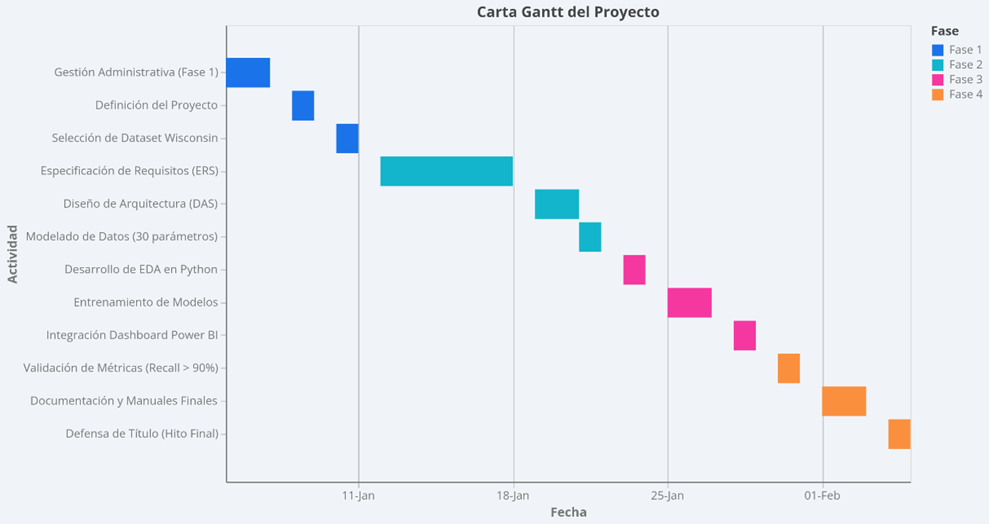 Carta Gantt del Proyecto
Fase
Fase 1
Fase 2
Fase 3
Fase 4
Actividad
Gestión Administrativa (Fase 1)
Definición del Proyecto
Selección de Dataset Wisconsin
Especificación de Requisitos (ERS)
Diseño de Arquitectura (DAS)
Modelado de Datos (30 parámetros)
Desarrollo de EDA en Python
Entrenamiento de Modelos
Integración Dashboard Power BI
Validación de Métricas (Recall > 90%)
Documentación y Manuales Finales
Defensa de Título (Hito Final)
11-Jan
18-Jan
25-Jan
01-Feb
Fecha